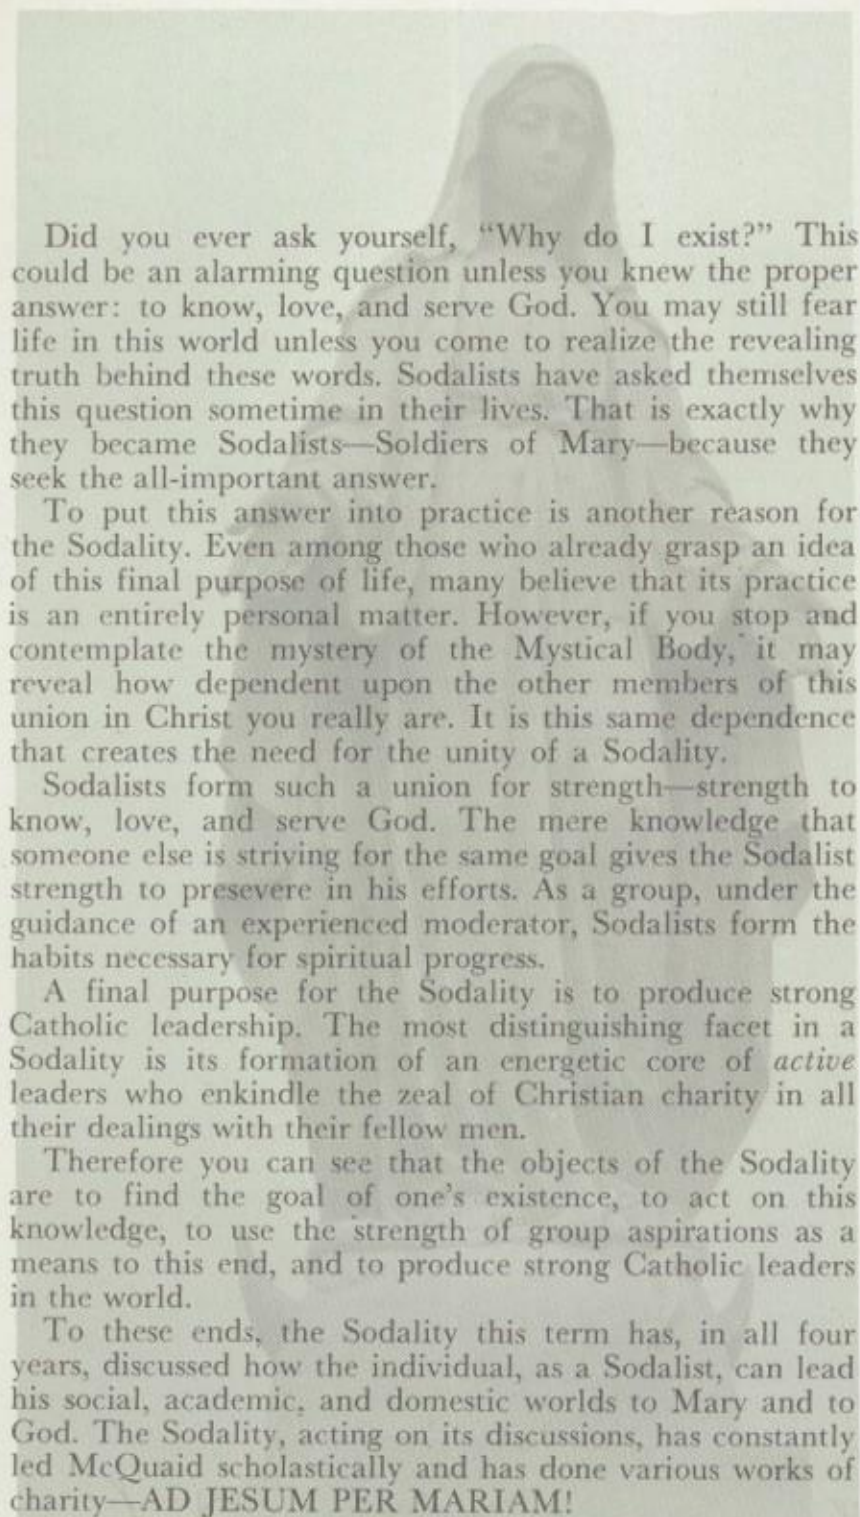 Did you ever ask yourself, “Why do I exist?” This
could be an alarming question unless you knew the proper
answer: to know, love, and serve God. You may still fear
life in this world unless you come to realize the revealing
truth behind these words. Sodalists have asked themselves
this question sometime in their lives. That is exactly why
they became Sodalists—Soldiers of Mary—because they
seek the all-important answer.
To put this answer into practice is another reason for
the Sodality. Even among those who already grasp an idea
of this final purpose of life, many believe that its practice
is an entirely personal matter. However, if you stop and
contemplate the mystery of the Mystical Body, it may
reveal how dependent upon the other members of this
union in Christ you really are. It is this same dependence
that creates the need for the unity of a Sodality.
Sodalists form such a union for strength—strength to
know, love, and serve God. The mere knowledge that
someone else is striving for the same goal gives the Sodalist
strength to presevere in his efforts. As a group, under the
guidance of an experienced moderator, Sodalists form the
habits necessary for spiritual progress.
A final purpose for the Sodality is to produce strong
Catholic leadership. The most distinguishing facet in a
Sodality is its formation of an energetic core of active
leaders who enkindle the zeal of Christian charity in all
their dealings with their fellow men.
Therefore you can see that the objects of the Sodality
are to find the goal of one’s existence, to act on this
knowledge, to use the strength of group aspirations as a
means to this end, and to produce strong Catholic leaders
in the world.
To these ends, the Sodality this term has, in all four
years, discussed how the individual, as a Sodalist, can lead
his social, academic, and domestic worlds to Mary and to
God. The Sodality, acting on its discussions, has constantly
led McQuaid scholastically and has done various works of
charity—AD JESUM PER MARIAM!